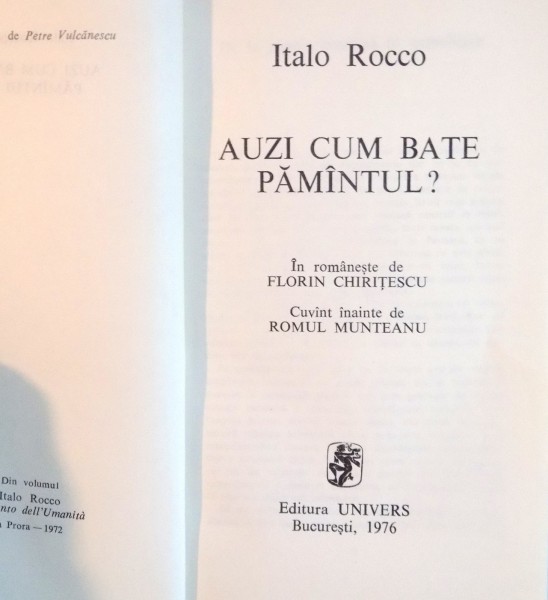 de Petre Vulcănescu
Italo Rocco
AUZI CUM BATE
PĂMÎNTUL?
În românește de
FLORIN CHIRIȚESCU
Cuvînt înainte de
ROMUL MUNTEANU
Editura UNIVERS
București, 1976
Din volumul
Italo Rocco
dell'Umanità
Prora — 1972